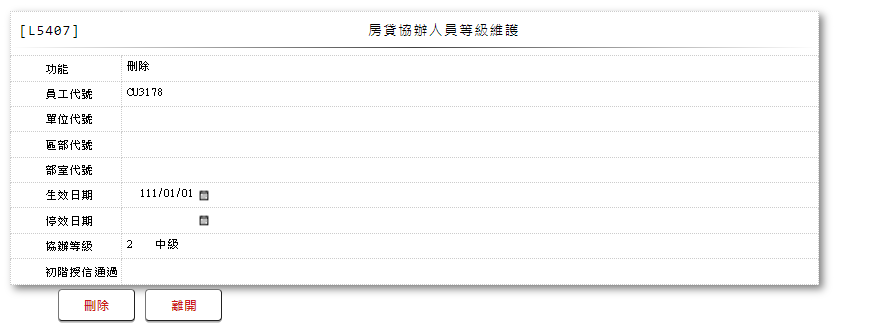 [L5407] 房貸協辦人員等級維護
功能 刪除
員工代號 CU3178
單位代號
區部代號
部室代號
生效日期 111/01/01
停效日期
協辦等級 2 中級
初階授信通過
刪除 離開